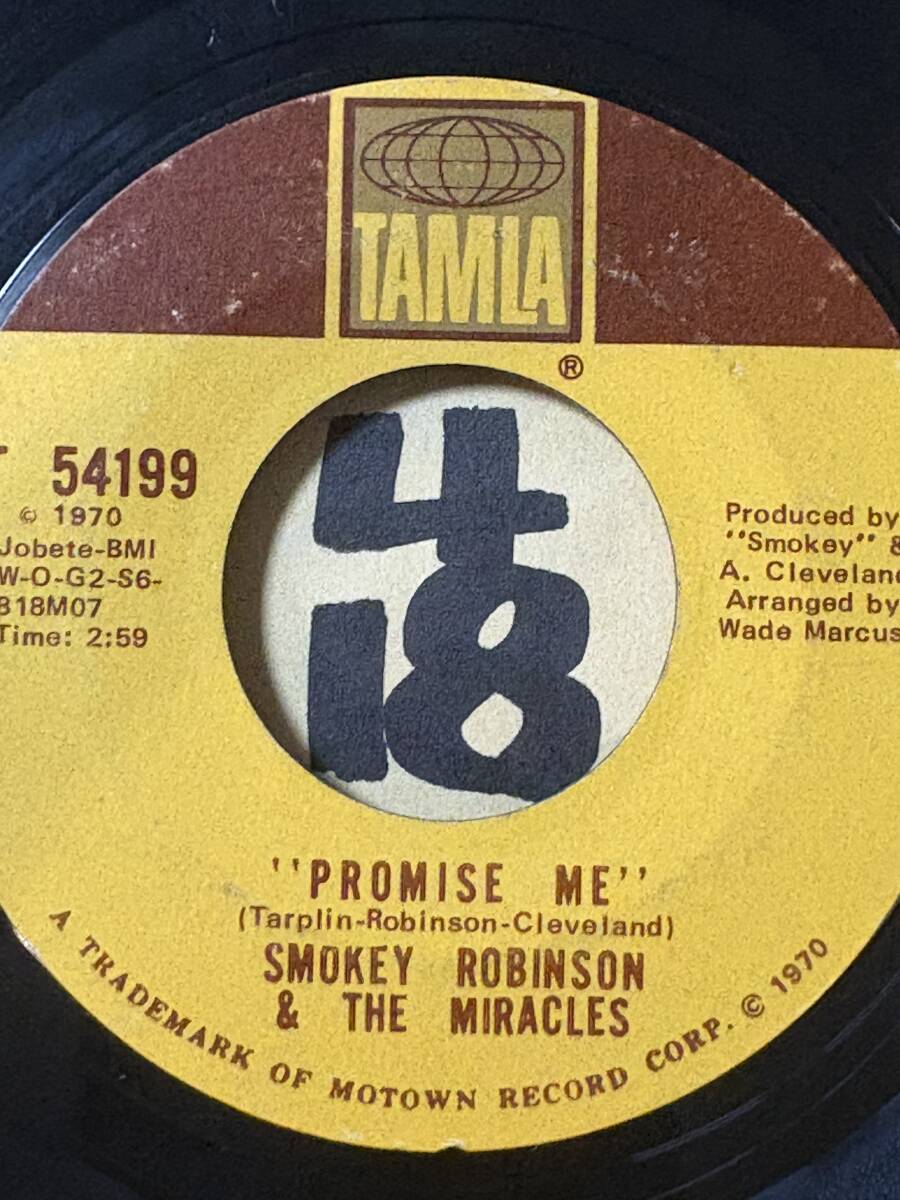 TAMLA
®
T 54199
© 1970
Jobete-BMI
W-O-G2-S6-
818M07
Time: 2:59
Produced by
"Smokey" &
A. Cleveland
Arranged by
Wade Marcus
4
18
"PROMISE ME"
(Tarplin-Robinson-Cleveland)
SMOKEY ROBINSON
& THE MIRACLES
A TRADEMARK OF MOTOWN RECORD CORP. © 1970